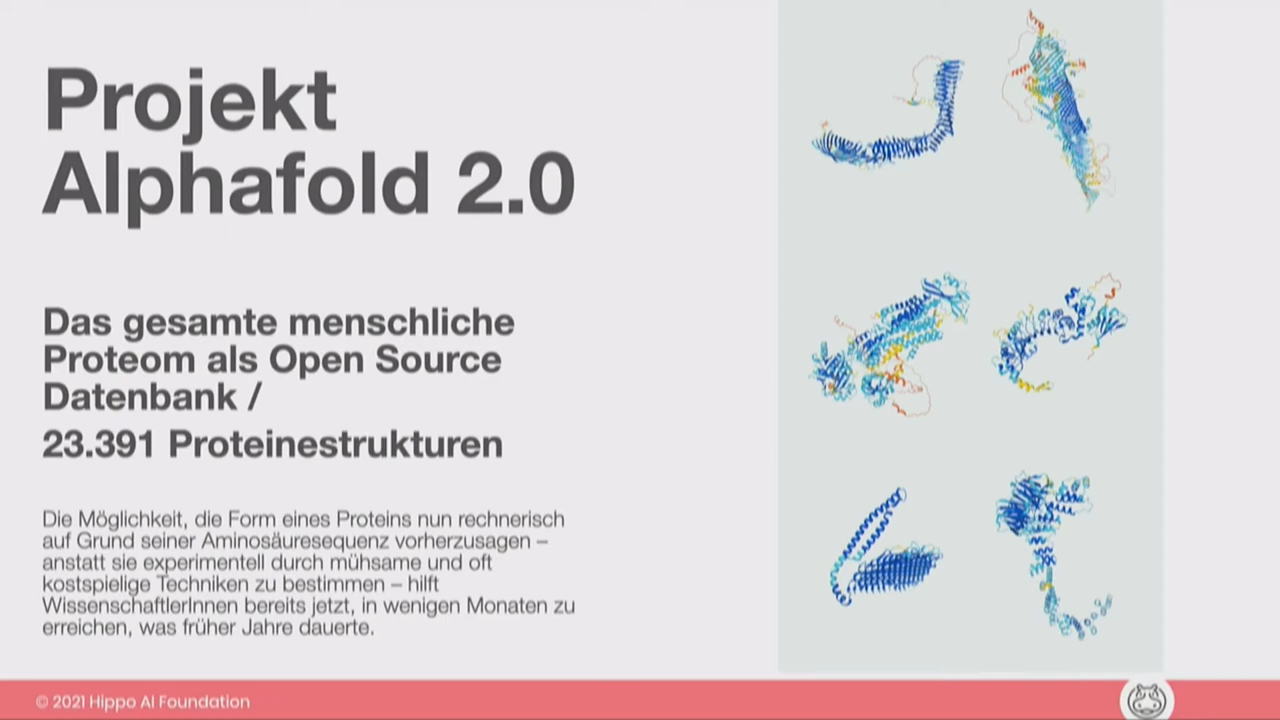 Projekt
Alphafold 2.0
Das gesamte menschliche
Proteom als Open Source
Datenbank /
23.391 Proteinestrukturen
Die Möglichkeit, die Form eines Proteins nun rechnerisch
auf Grund seiner Aminosäuresequenz vorherzusagen –
anstatt sie experimentell durch mühsame und oft
kostspielige Techniken zu bestimmen – hilft
WissenschaftlerInnen bereits jetzt, in wenigen Monaten zu
erreichen, was früher Jahre dauerte.
© 2021 Hippo AI Foundation